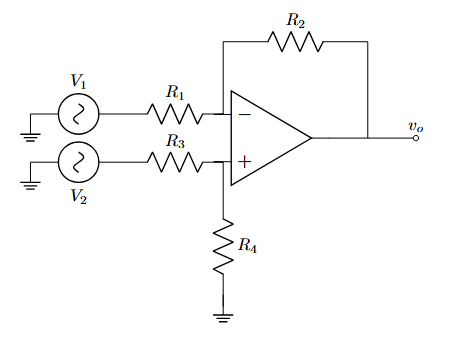 R₂
V₁
R₁
−
vₒ
R₃
+
V₂
R₄